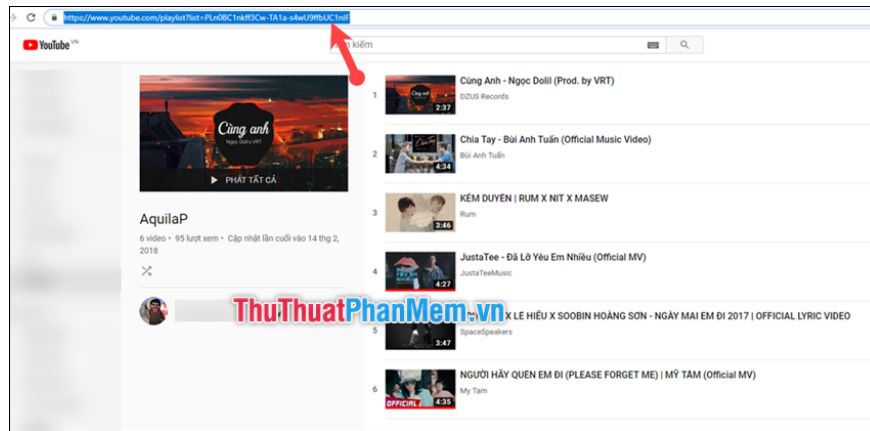 https://www.youtube.com/playlist?list=PLn0BC1nkff3Cw-TA1a-s4wU9ffbUC1nIF
YouTube VN
kiếm
Cùng anh
Ngọc Dolil x VRT
PHÁT TẤT CẢ
AquilaP
6 video • 95 lượt xem • Cập nhật lần cuối vào 14 thg 2,
2018
1
2:37
Cùng Anh - Ngọc Dolil (Prod. by VRT)
DZUS Records
2
4:34
Chia Tay - Bùi Anh Tuấn (Official Music Video)
Bùi Anh Tuấn
3
3:46
KẺM DUYÊN | RUM X NIT X MASEW
Rum
4
4:27
JustaTee - Đã Lỡ Yêu Em Nhiều (Official MV)
JustaTeeMusic
ThuThuatPhanMem.vn
5
3:47
X LÊ HIẾU X SOOBIN HOÀNG SƠN - NGÀY MAI EM ĐI 2017 | OFFICIAL LYRIC VIDEO
SpaceSpeakers
6
OFFICIAL
4:35
NGƯỜI HÃY QUÊN EM ĐI (PLEASE FORGET ME) | MỸ TÂM (Official MV)
My Tam